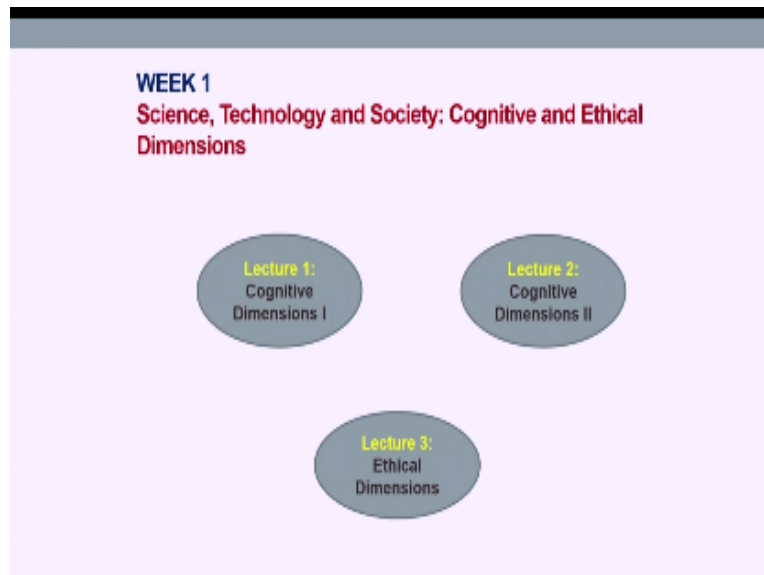 WEEK 1
Science, Technology and Society: Cognitive and Ethical
Dimensions
Lecture 1:
Cognitive
Dimensions I
Lecture 2:
Cognitive
Dimensions II
Lecture 3:
Ethical
Dimensions